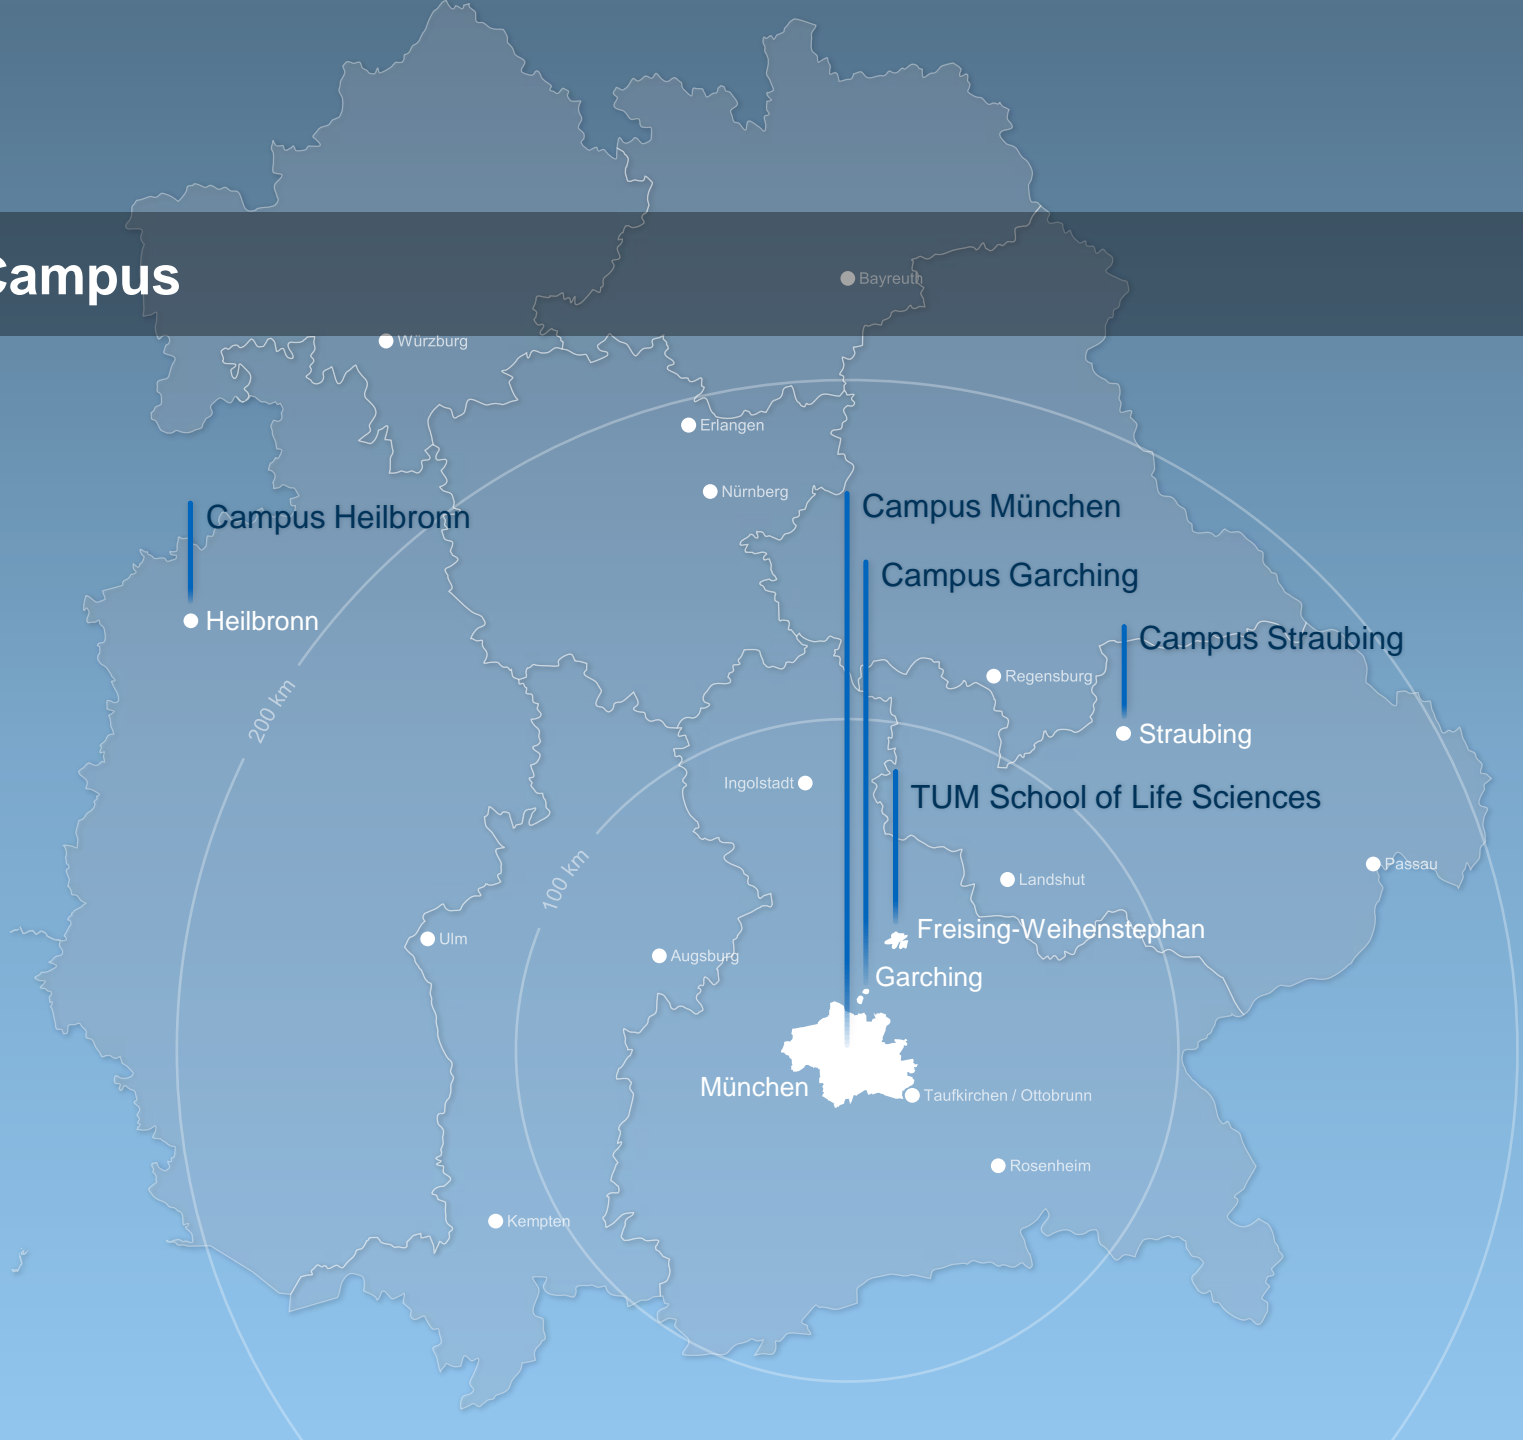 Campus
Bayreuth
Würzburg
Erlangen
Nürnberg
Campus Heilbronn
Campus München
Campus Garching
Heilbronn
Campus Straubing
Regensburg
200 km
Straubing
Ingolstadt
TUM School of Life Sciences
100 km
Passau
Landshut
Freising-Weihenstephan
Ulm
Augsburg
Garching
München
Taufkirchen / Ottobrunn
Rosenheim
Kempten